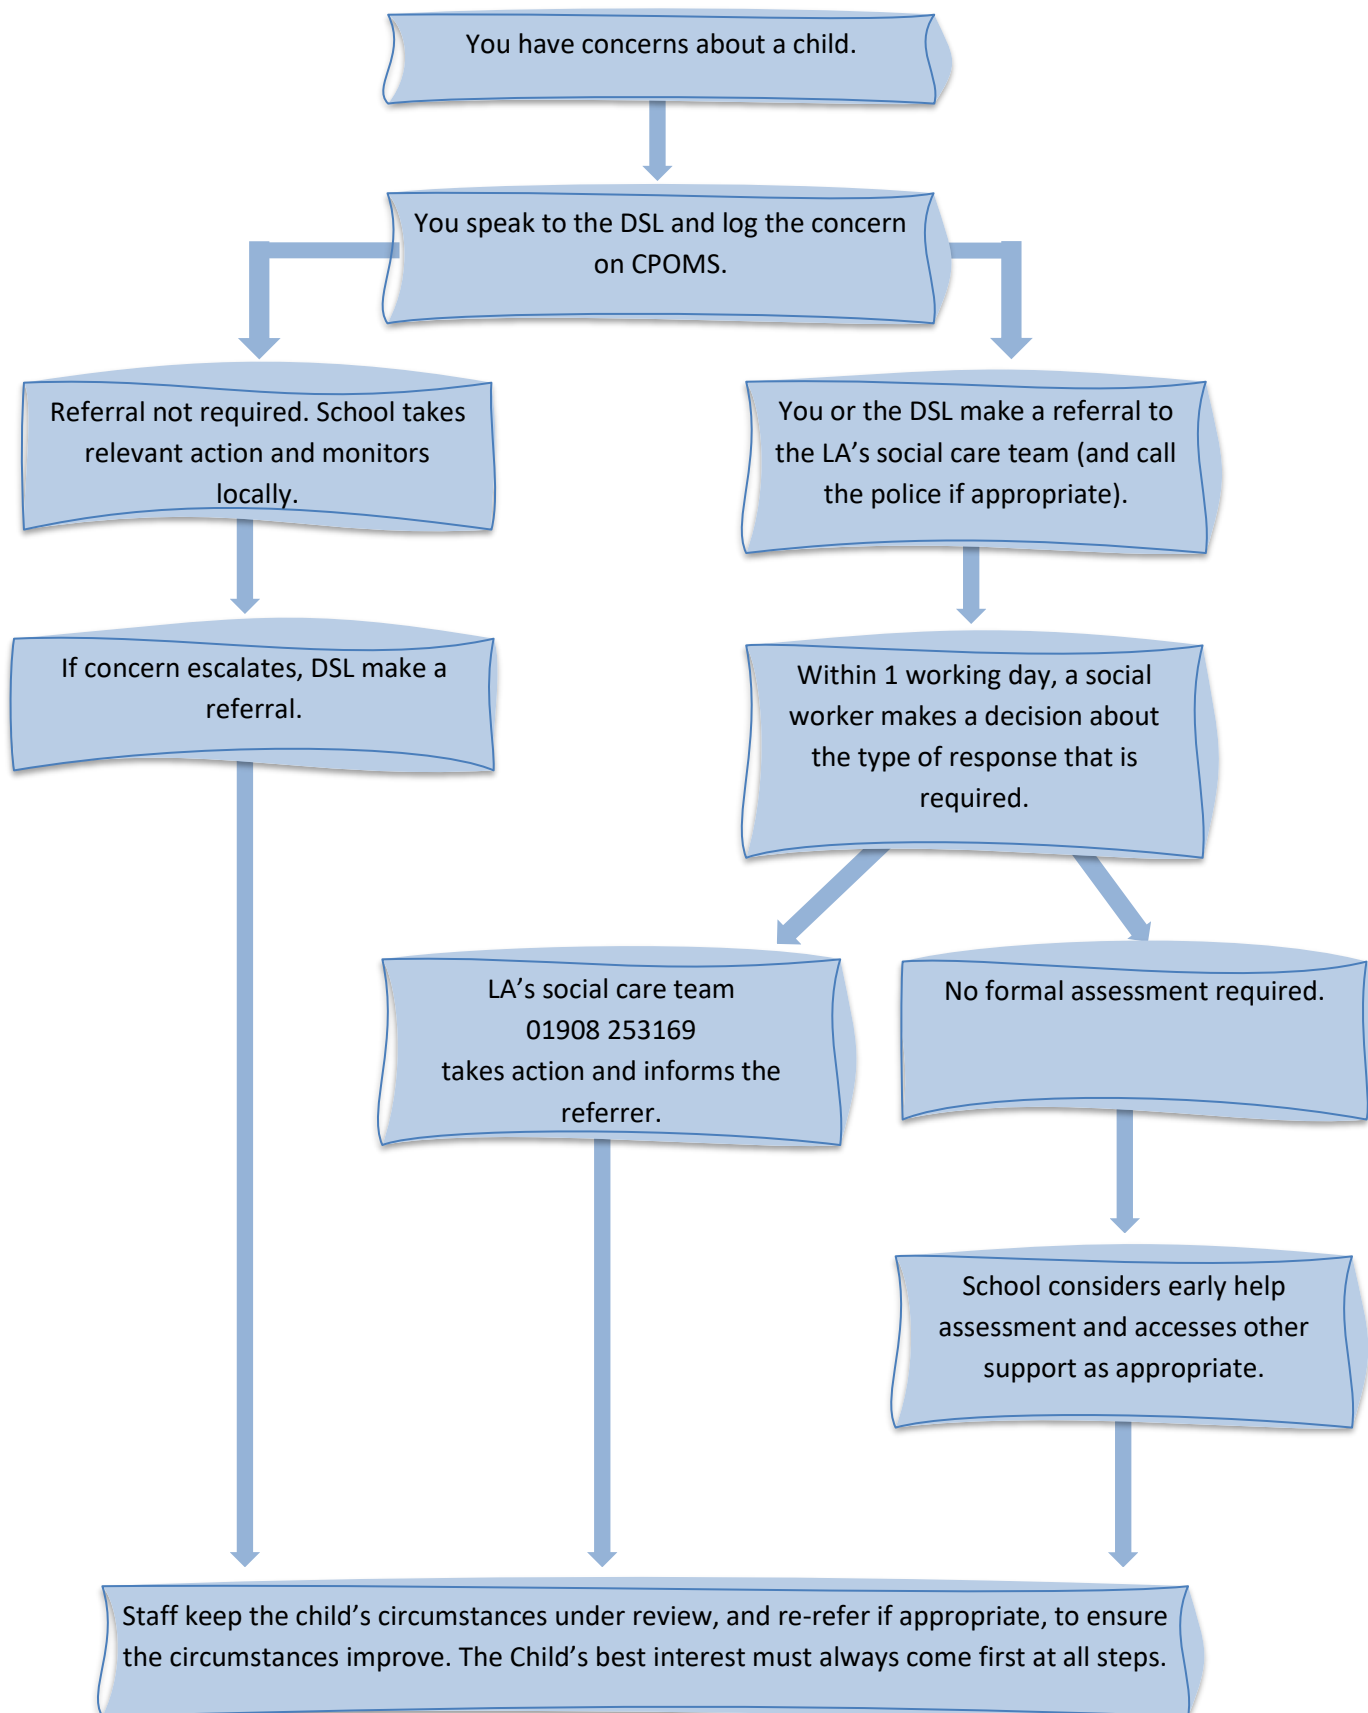 You have concerns about a child.
You speak to the DSL and log the concern
on CPOMS.
Referral not required. School takes
relevant action and monitors
locally.
You or the DSL make a referral to
the LA’s social care team (and call
the police if appropriate).
If concern escalates, DSL make a
referral.
Within 1 working day, a social
worker makes a decision about
the type of response that is
required.
LA’s social care team
01908 253169
takes action and informs the
referrer.
No formal assessment required.
School considers early help
assessment and accesses other
support as appropriate.
Staff keep the child’s circumstances under review, and re-refer if appropriate, to ensure
the circumstances improve. The Child’s best interest must always come first at all steps.